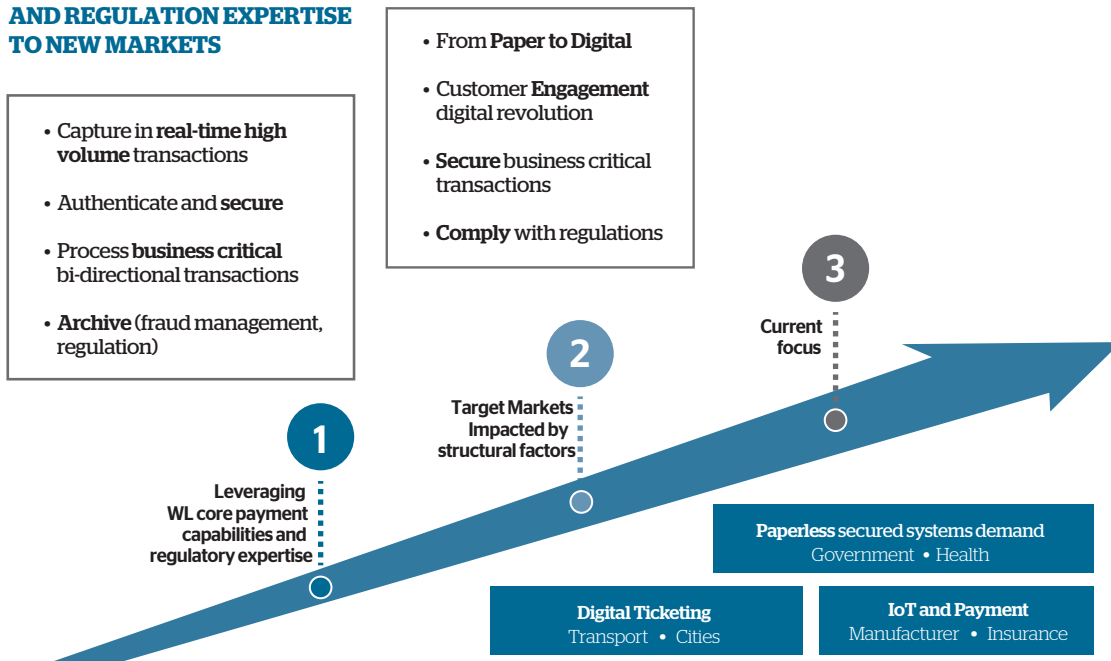 AND REGULATION EXPERTISE
TO NEW MARKETS
• Capture in real-time high
volume transactions
• Authenticate and secure
• Process business critical
bi-directional transactions
• Archive (fraud management,
regulation)
• From Paper to Digital
• Customer Engagement
digital revolution
• Secure business critical
transactions
• Comply with regulations
1
Leveraging
WL core payment
capabilities and
regulatory expertise
2
Target Markets
Impacted by
structural factors
3
Current
focus
Paperless secured systems demand
Government • Health
Digital Ticketing
Transport • Cities
IoT and Payment
Manufacturer • Insurance